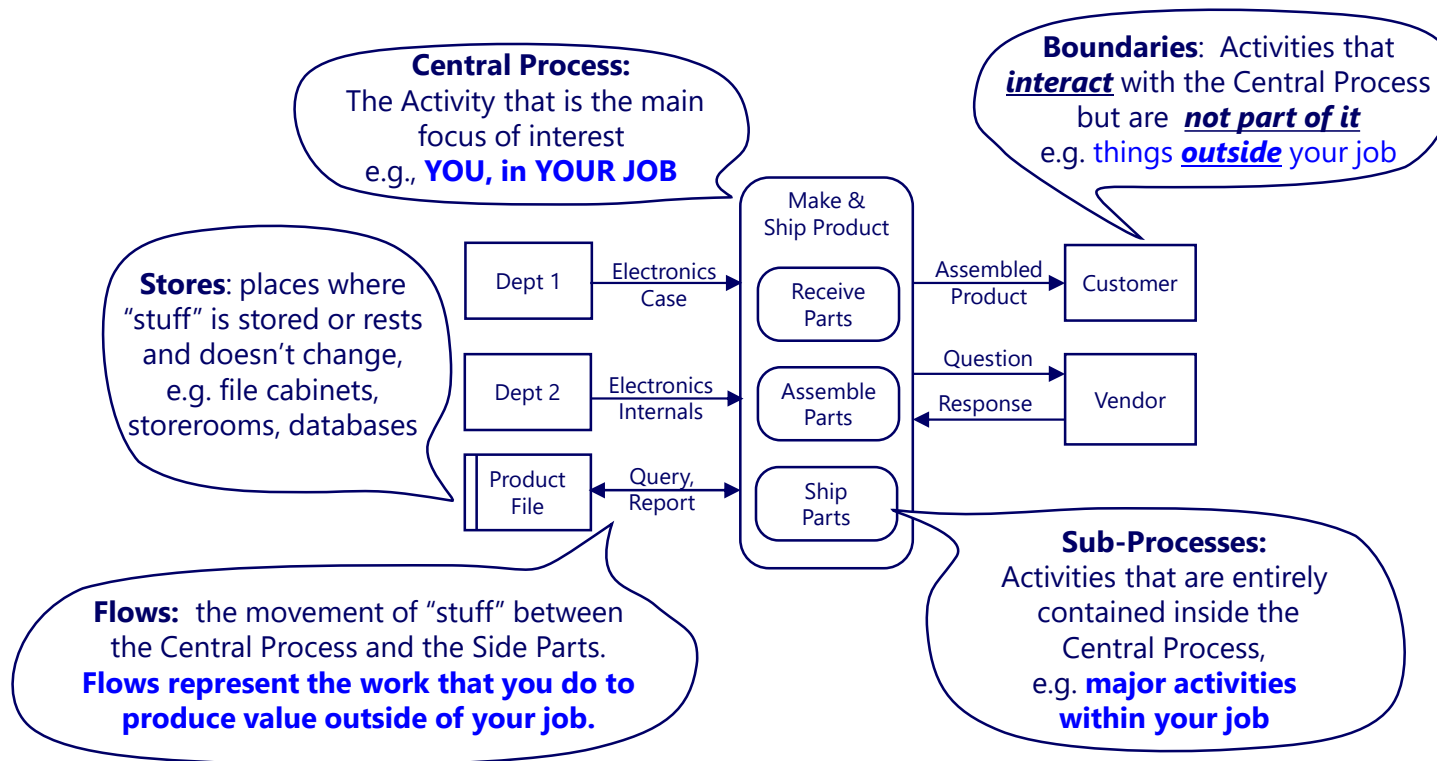 Central Process:
The Activity that is the main
focus of interest
e.g., YOU, in YOUR JOB
Boundaries:  Activities that
interact with the Central Process
but are  not part of it
e.g. things outside your job
Stores: places where
“stuff” is stored or rests
and doesn’t change,
e.g. file cabinets,
storerooms, databases
Dept 1
Electronics
Case
Dept 2
Electronics
Internals
Product
File
Query,
Report
Make &
Ship Product
Receive
Parts
Assemble
Parts
Ship
Parts
Assembled
Product
Customer
Question
Response
Vendor
Flows:  the movement of “stuff” between
the Central Process and the Side Parts.
Flows represent the work that you do to
produce value outside of your job.
Sub-Processes:
Activities that are entirely
contained inside the
Central Process,
e.g. major activities
within your job